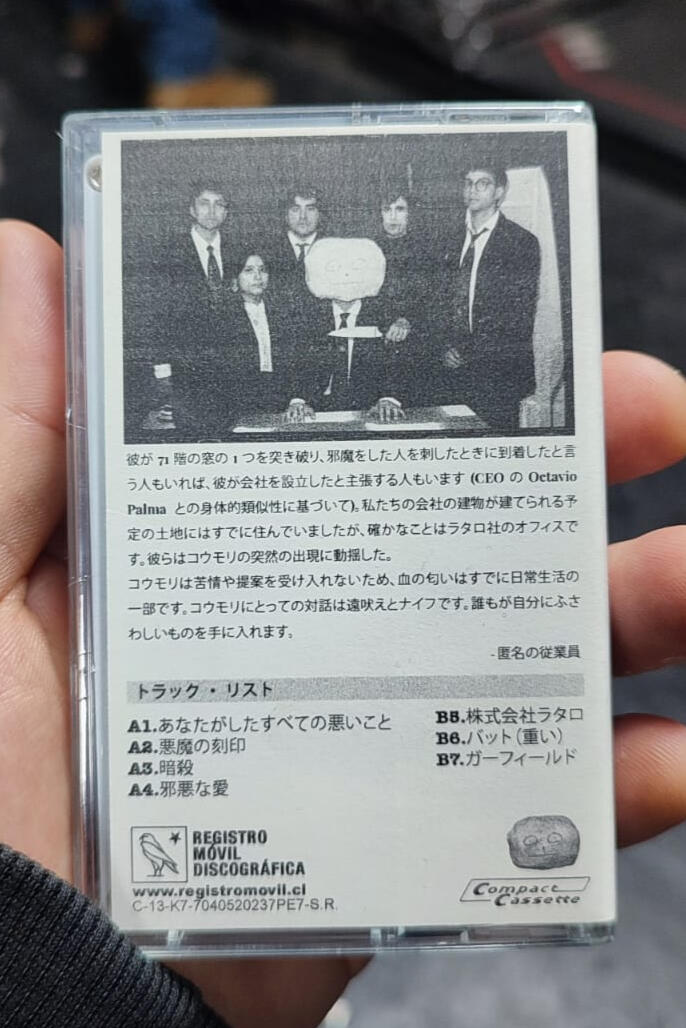 彼が 71 階の窓の 1 つを突き破り、邪魔をした人を刺したときに到着したと言
う人もいれば、彼が会社を設立したと主張する人もいます (CEO の Octavio
Palma との身体的類似性に基づいて)。私たちの会社の建物が建てられる予
定の土地にはすでに住んでいましたが、確かなことはラタロ社のオフィスで
す。彼らはコウモリの突然の出現に動揺した。
コウモリは苦情や提案を受け入れないため、血の匂いはすでに日常生活の
一部です。コウモリにとっての対話は遠吠えとナイフです。誰もが自分にふさ
わしいものを手に入れます。
- 匿名の従業員
トラック・リスト
A1.あなたがしたすべての悪いこと
A2.悪魔の刻印
A3.暗殺
A4.邪悪な愛
B5.株式会社ラタロ
B6.バット(重い)
B7.ガーフィールド
REGISTRO
MÓVIL
DISCOGRÁFICA
www.registromovil.cl
C-13-K7-7040520237PE7-S.R.
Compact
Cassette